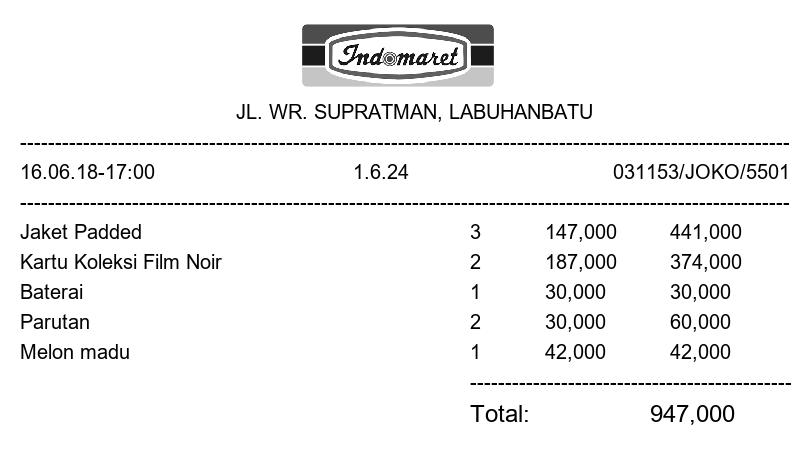 Indomaret
JL. WR. SUPRATMAN, LABUHANBATU
16.06.18-17:00 1.6.24 031153/JOKO/5501
Jaket Padded 3 147,000 441,000
Kartu Koleksi Film Noir 2 187,000 374,000
Baterai 1 30,000 30,000
Parutan 2 30,000 60,000
Melon madu 1 42,000 42,000
Total: 947,000